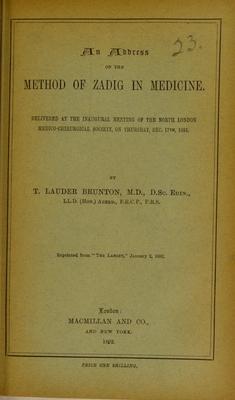 An Address
23.
ON THE
METHOD OF ZADIG IN MEDICINE.
DELIVERED AT THE INAUGURAL MEETING OF THE NORTH LONDON
MEDICO-CHIRURGICAL SOCIETY, ON THURSDAY, DEC. 17TH, 1891.
BY
T. LAUDER BRUNTON, M.D., D.Sc. EDIN.,
LL.D. (HON.) ABERD., F.R.C.P., F.R.S.
Reprinted from "THE LANCET," January 2, 1892.
London:
MACMILLAN AND CO.,
AND NEW YORK.
1892.
PRICE ONE SHILLING.